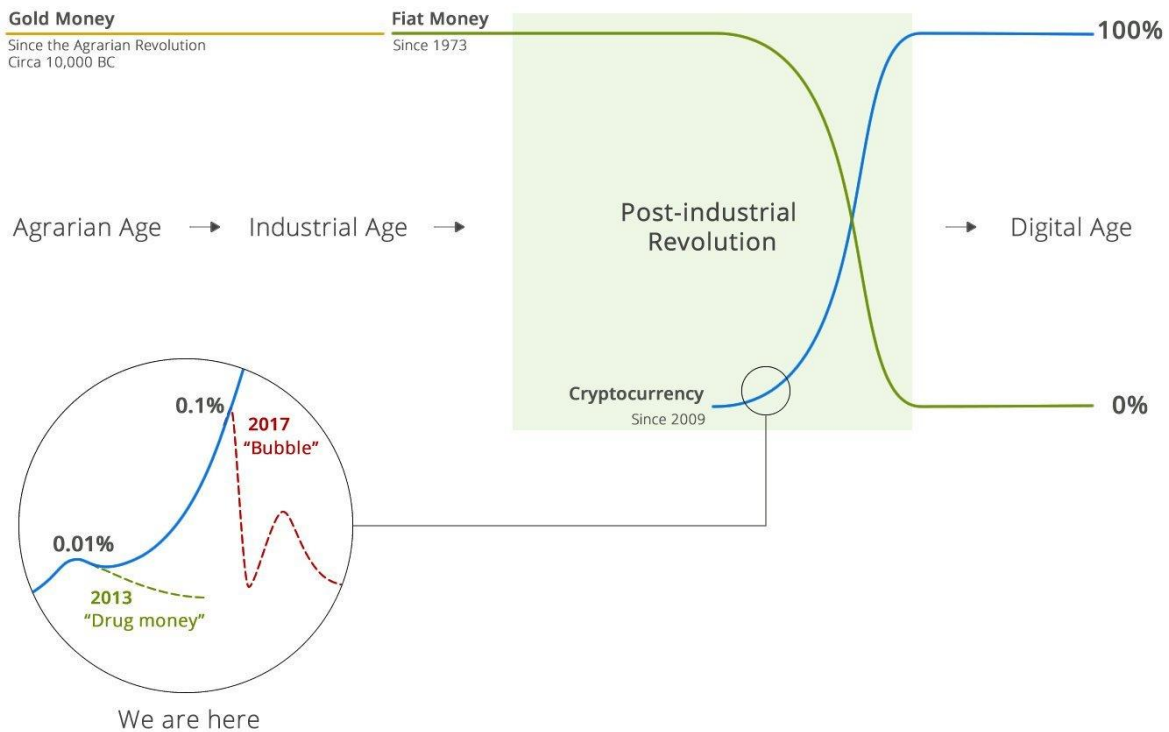 Gold Money
Since the Agrarian Revolution
Circa 10,000 BC
Fiat Money
Since 1973
100%
Agrarian Age → Industrial Age →
Post-industrial
Revolution
→ Digital Age
Cryptocurrency
Since 2009
0%
0.1%
2017
“Bubble”
0.01%
2013
“Drug money”
We are here